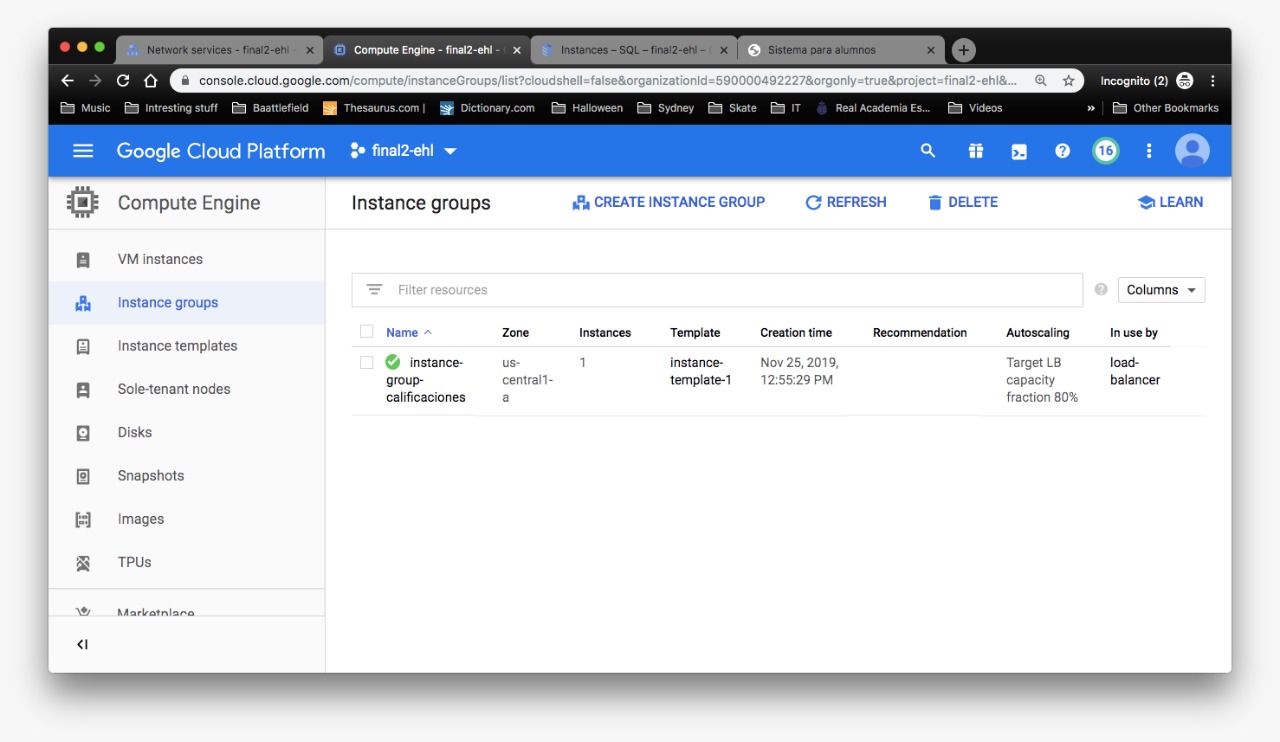 Network services - final2-ehl -
Compute Engine - final2-ehl -
Instances – SQL – final2-ehl –
Sistema para alumnos
console.cloud.google.com/compute/instanceGroups/list?cloudshell=false&organizationId=590000492227&orgonly=true&project=final2-ehl&...
Incognito (2)
Music
Intresting stuff
Baattlefield
Thesaurus.com |
Dictionary.com
Halloween
Sydney
Skate
IT
Real Academia Es...
Videos
»
Other Bookmarks
Google Cloud Platform
final2-ehl
16
Compute Engine
Instance groups
CREATE INSTANCE GROUP
REFRESH
DELETE
LEARN
VM instances
Instance groups
Instance templates
Sole-tenant nodes
Disks
Snapshots
Images
TPUs
Marketplace
Filter resources
Columns
Name
Zone
Instances
Template
Creation time
Recommendation
Autoscaling
In use by
instance-
group-
calificaciones
us-
central1-
a
1
instance-
template-1
Nov 25, 2019,
12:55:29 PM
Target LB
capacity
fraction 80%
load-
balancer